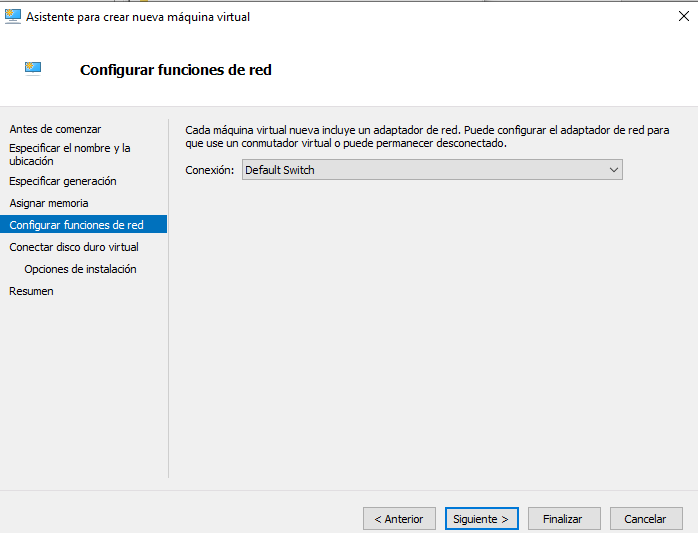 Asistente para crear nueva máquina virtual
Configurar funciones de red
Antes de comenzar
Especificar el nombre y la
ubicación
Especificar generación
Asignar memoria
Configurar funciones de red
Conectar disco duro virtual
Opciones de instalación
Resumen
Cada máquina virtual nueva incluye un adaptador de red. Puede configurar el adaptador de red para
que use un conmutador virtual o puede permanecer desconectado.
Conexión: Default Switch
< Anterior Siguiente > Finalizar Cancelar